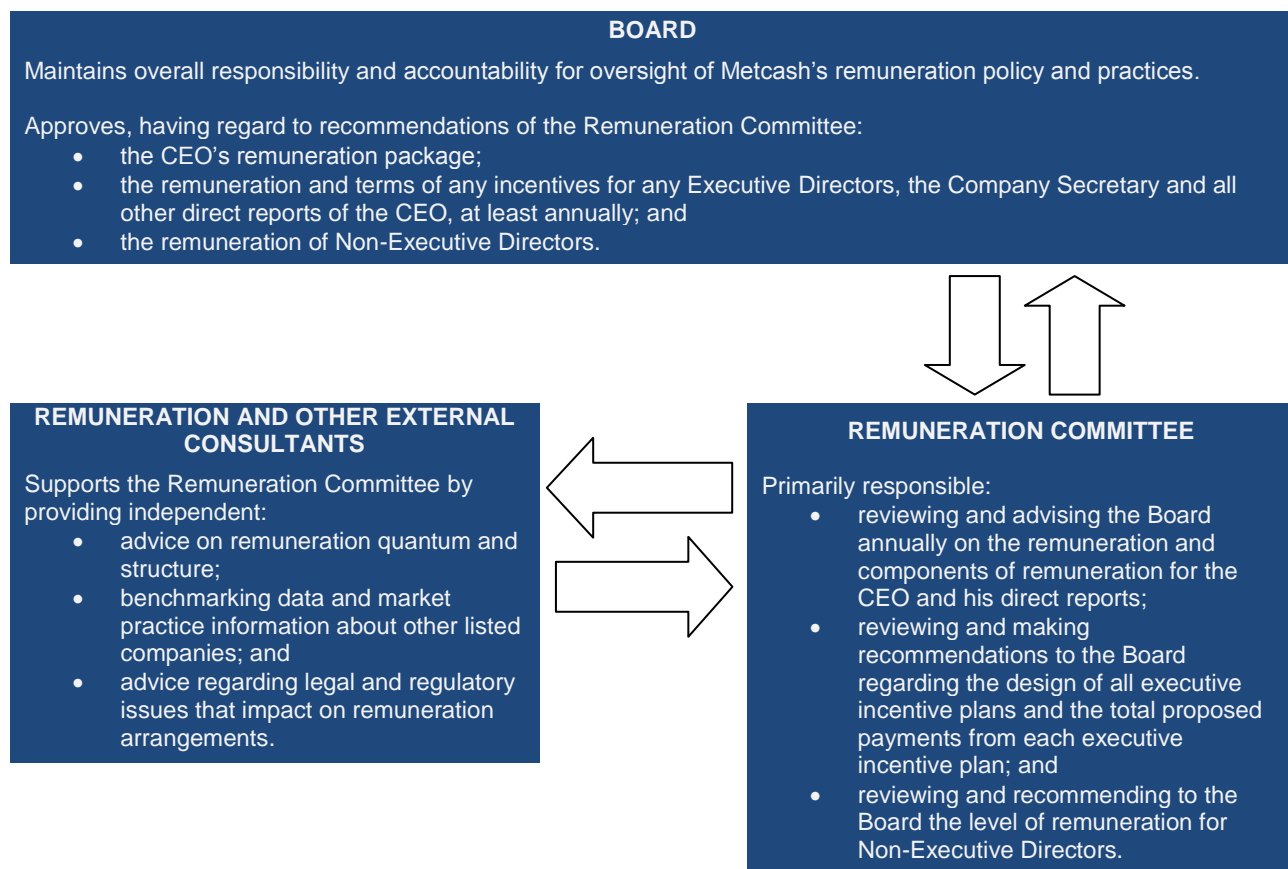 BOARD
Maintains overall responsibility and accountability for oversight of Metcash’s remuneration policy and practices.
Approves, having regard to recommendations of the Remuneration Committee:
• the CEO’s remuneration package;
• the remuneration and terms of any incentives for any Executive Directors, the Company Secretary and all
other direct reports of the CEO, at least annually; and
• the remuneration of Non-Executive Directors.
REMUNERATION AND OTHER EXTERNAL
CONSULTANTS
Supports the Remuneration Committee by
providing independent:
• advice on remuneration quantum and
structure;
• benchmarking data and market
practice information about other listed
companies; and
• advice regarding legal and regulatory
issues that impact on remuneration
arrangements.
REMUNERATION COMMITTEE
Primarily responsible:
• reviewing and advising the Board
annually on the remuneration and
components of remuneration for the
CEO and his direct reports;
• reviewing and making
recommendations to the Board
regarding the design of all executive
incentive plans and the total proposed
payments from each executive
incentive plan; and
• reviewing and recommending to the
Board the level of remuneration for
Non-Executive Directors.